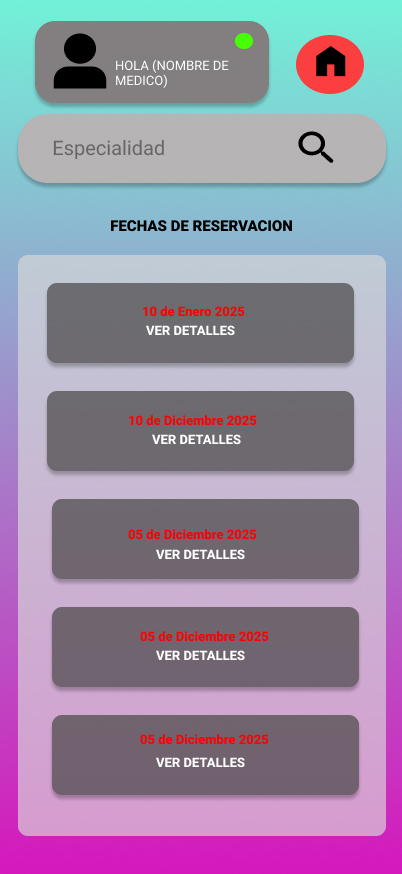 HOLA (NOMBRE DE
MEDICO)
Especialidad
FECHAS DE RESERVACION
10 de Enero 2025
VER DETALLES
10 de Diciembre 2025
VER DETALLES
05 de Diciembre 2025
VER DETALLES
05 de Diciembre 2025
VER DETALLES
05 de Diciembre 2025
VER DETALLES